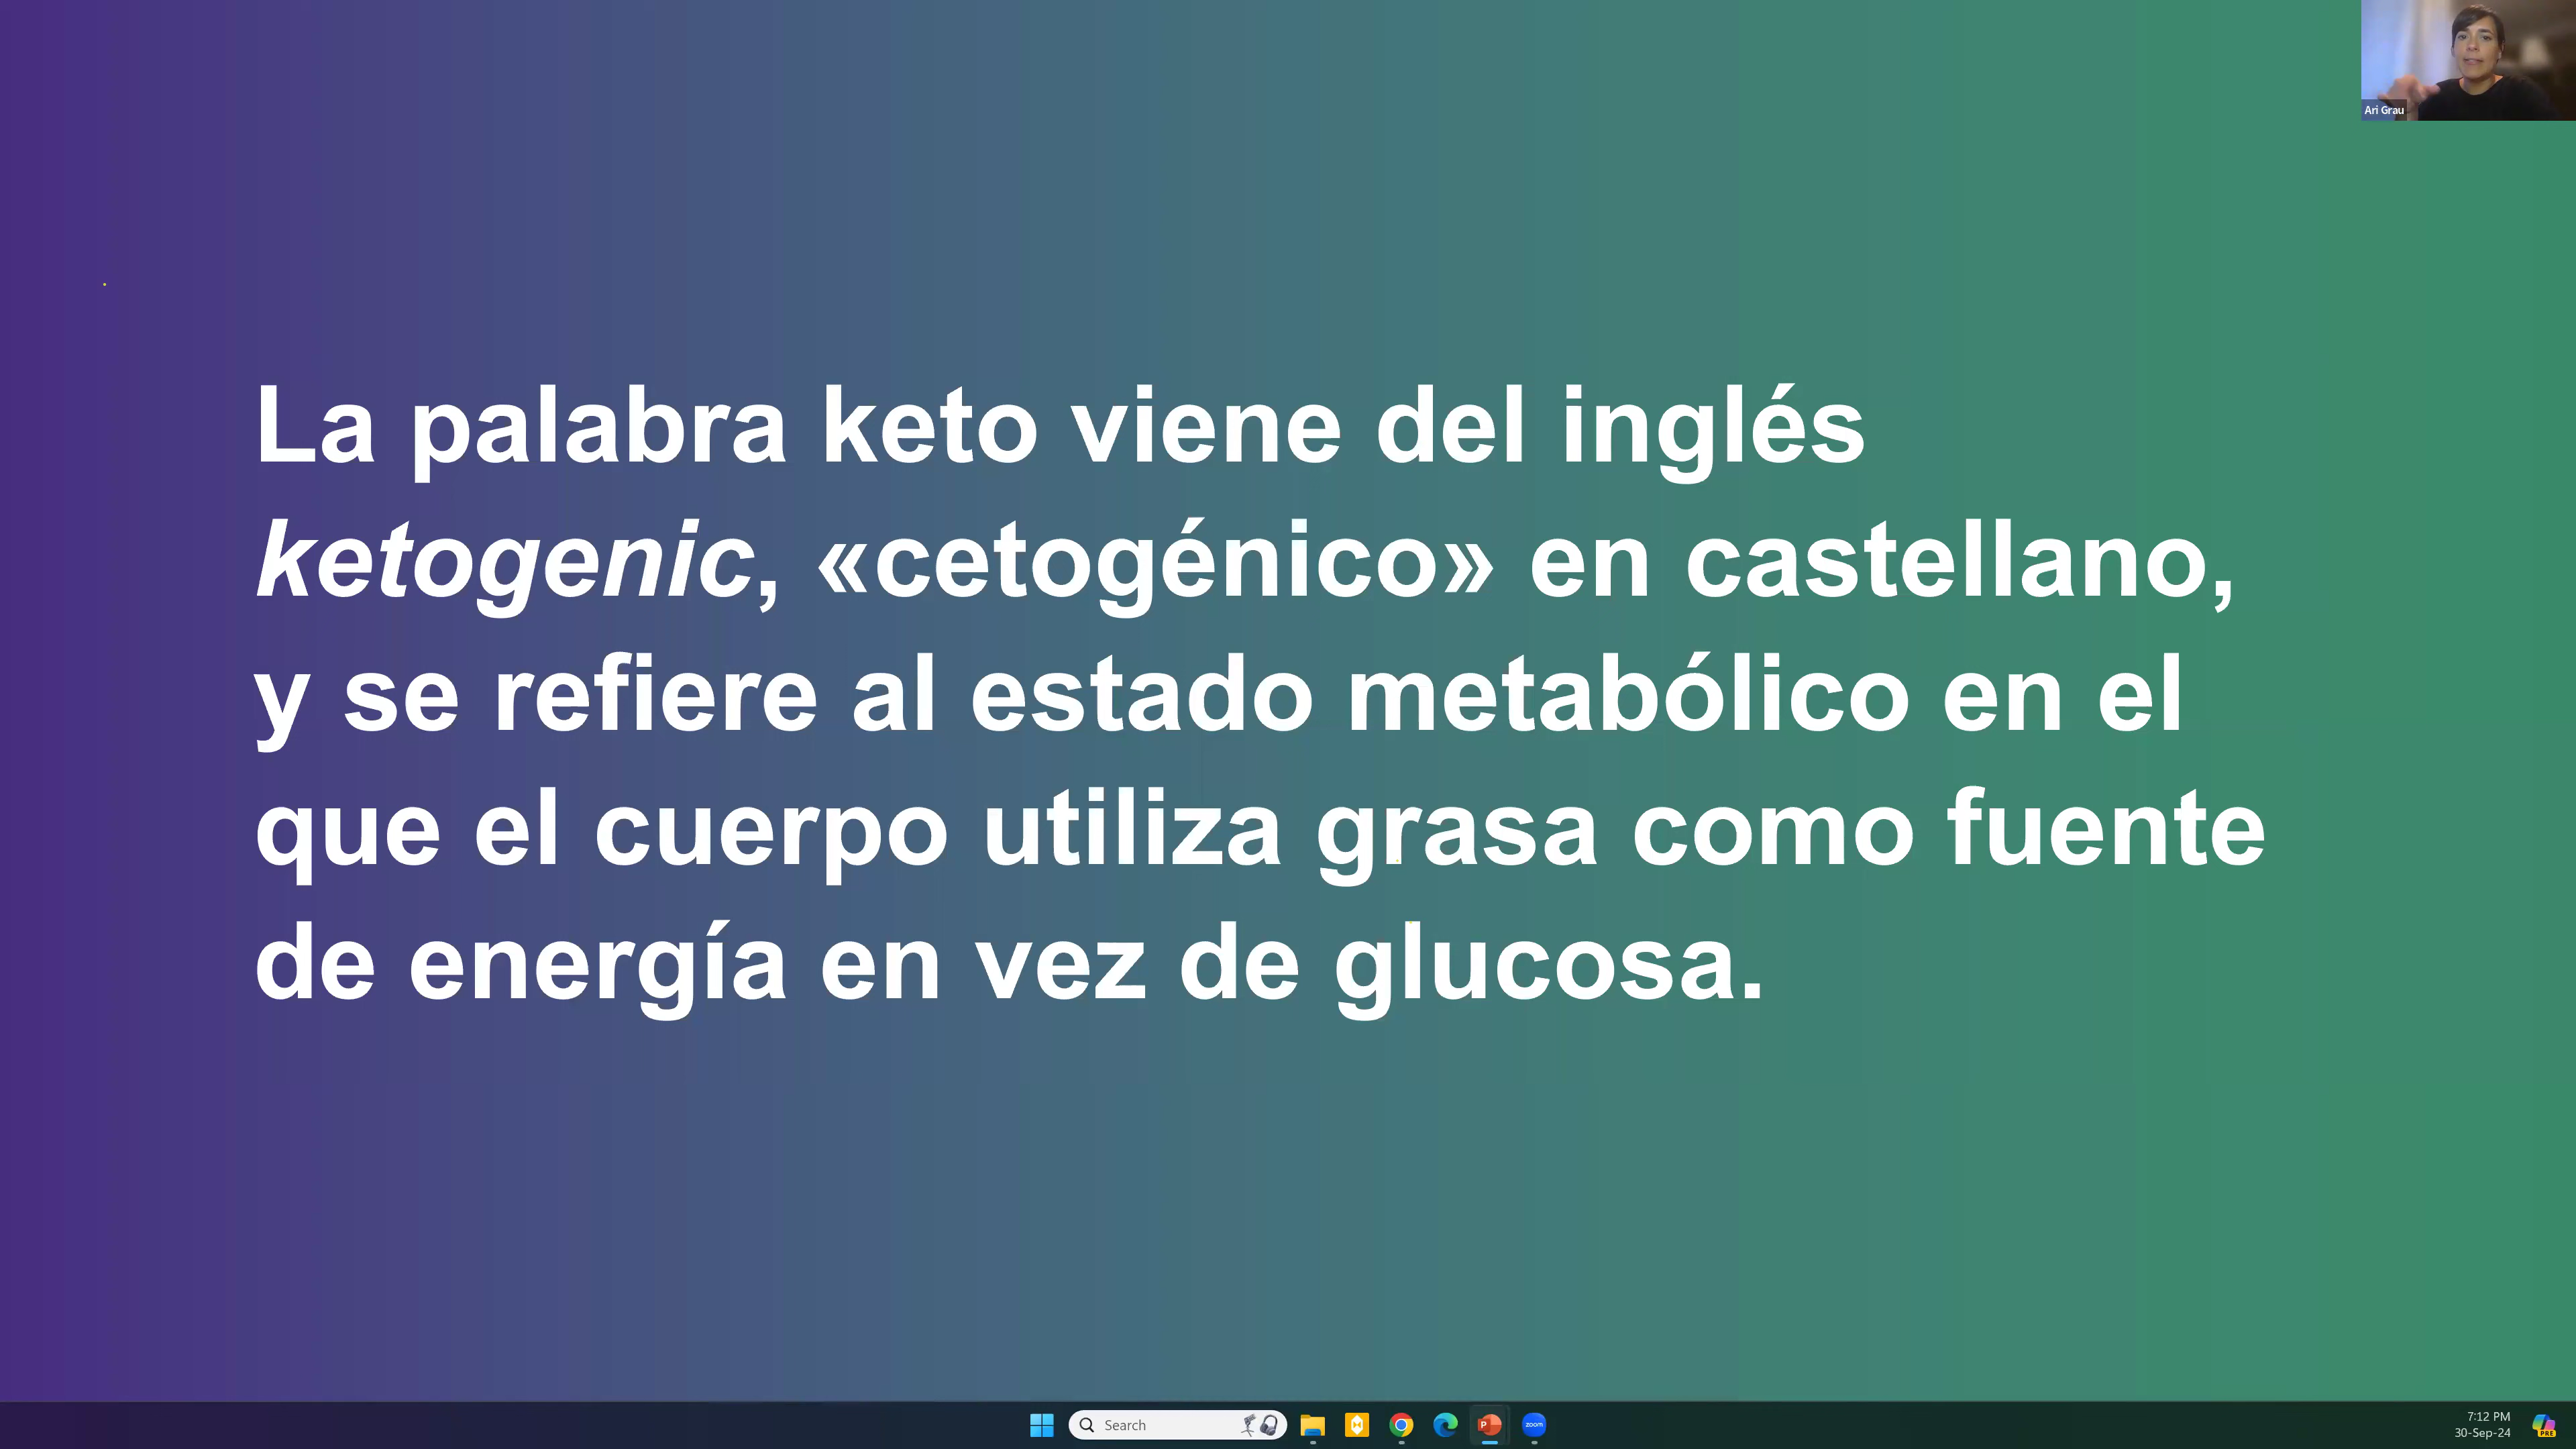 Ari Grau
La palabra keto viene del inglés
ketogenic, «cetogénico» en castellano,
y se refiere al estado metabólico en el
que el cuerpo utiliza grasa como fuente
de energía en vez de glucosa.
Search
P
zoom
7:12 PM
30-Sep-24
PRE